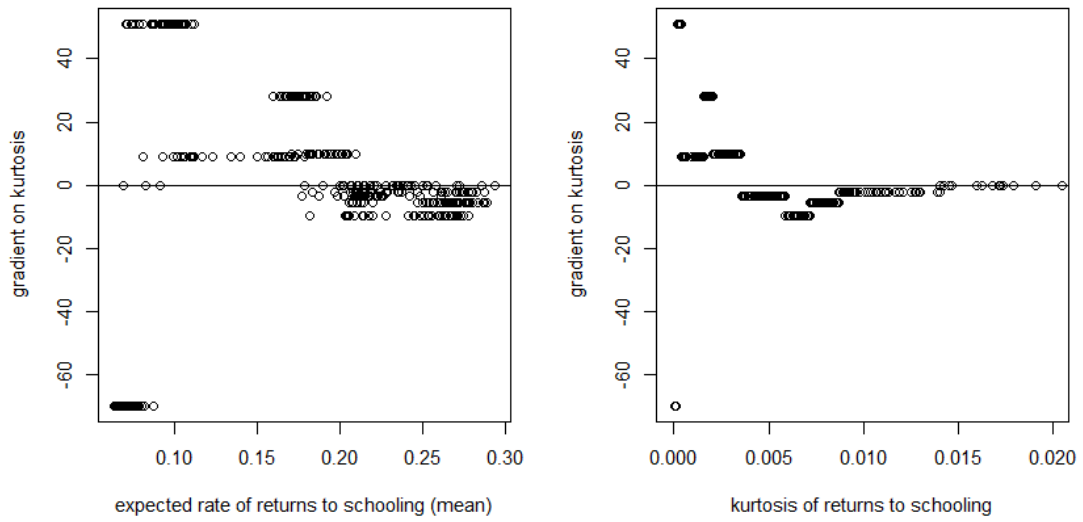 gradient on kurtosis
40
20
0
-20
-40
-60
0.10 0.15 0.20 0.25 0.30
expected rate of returns to schooling (mean)
gradient on kurtosis
40
20
0
-20
-40
-60
0.000 0.005 0.010 0.015 0.020
kurtosis of returns to schooling